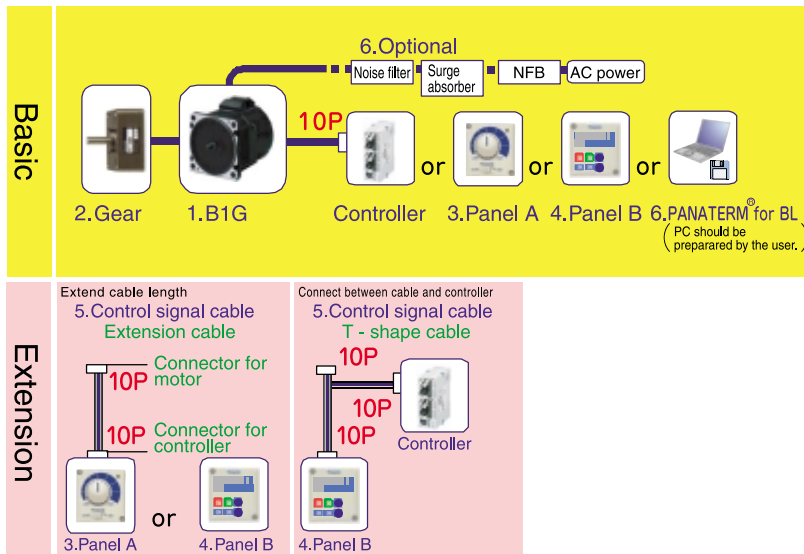 Basic
6.Optional
Noise filter
Surge
absorber
NFB
AC power
10P
or
or
or
2.Gear
1.B1G
Controller
3.Panel A
4.Panel B
6.PANATERM® for BL
( PC should be
preparared by the user. )
Extension
Extend cable length
5.Control signal cable
Extension cable
10P
Connector for
motor
10P
Connector for
controller
or
3.Panel A
4.Panel B
Connect between cable and controller
5.Control signal cable
T - shape cable
10P
10P
10P
Controller
4.Panel B